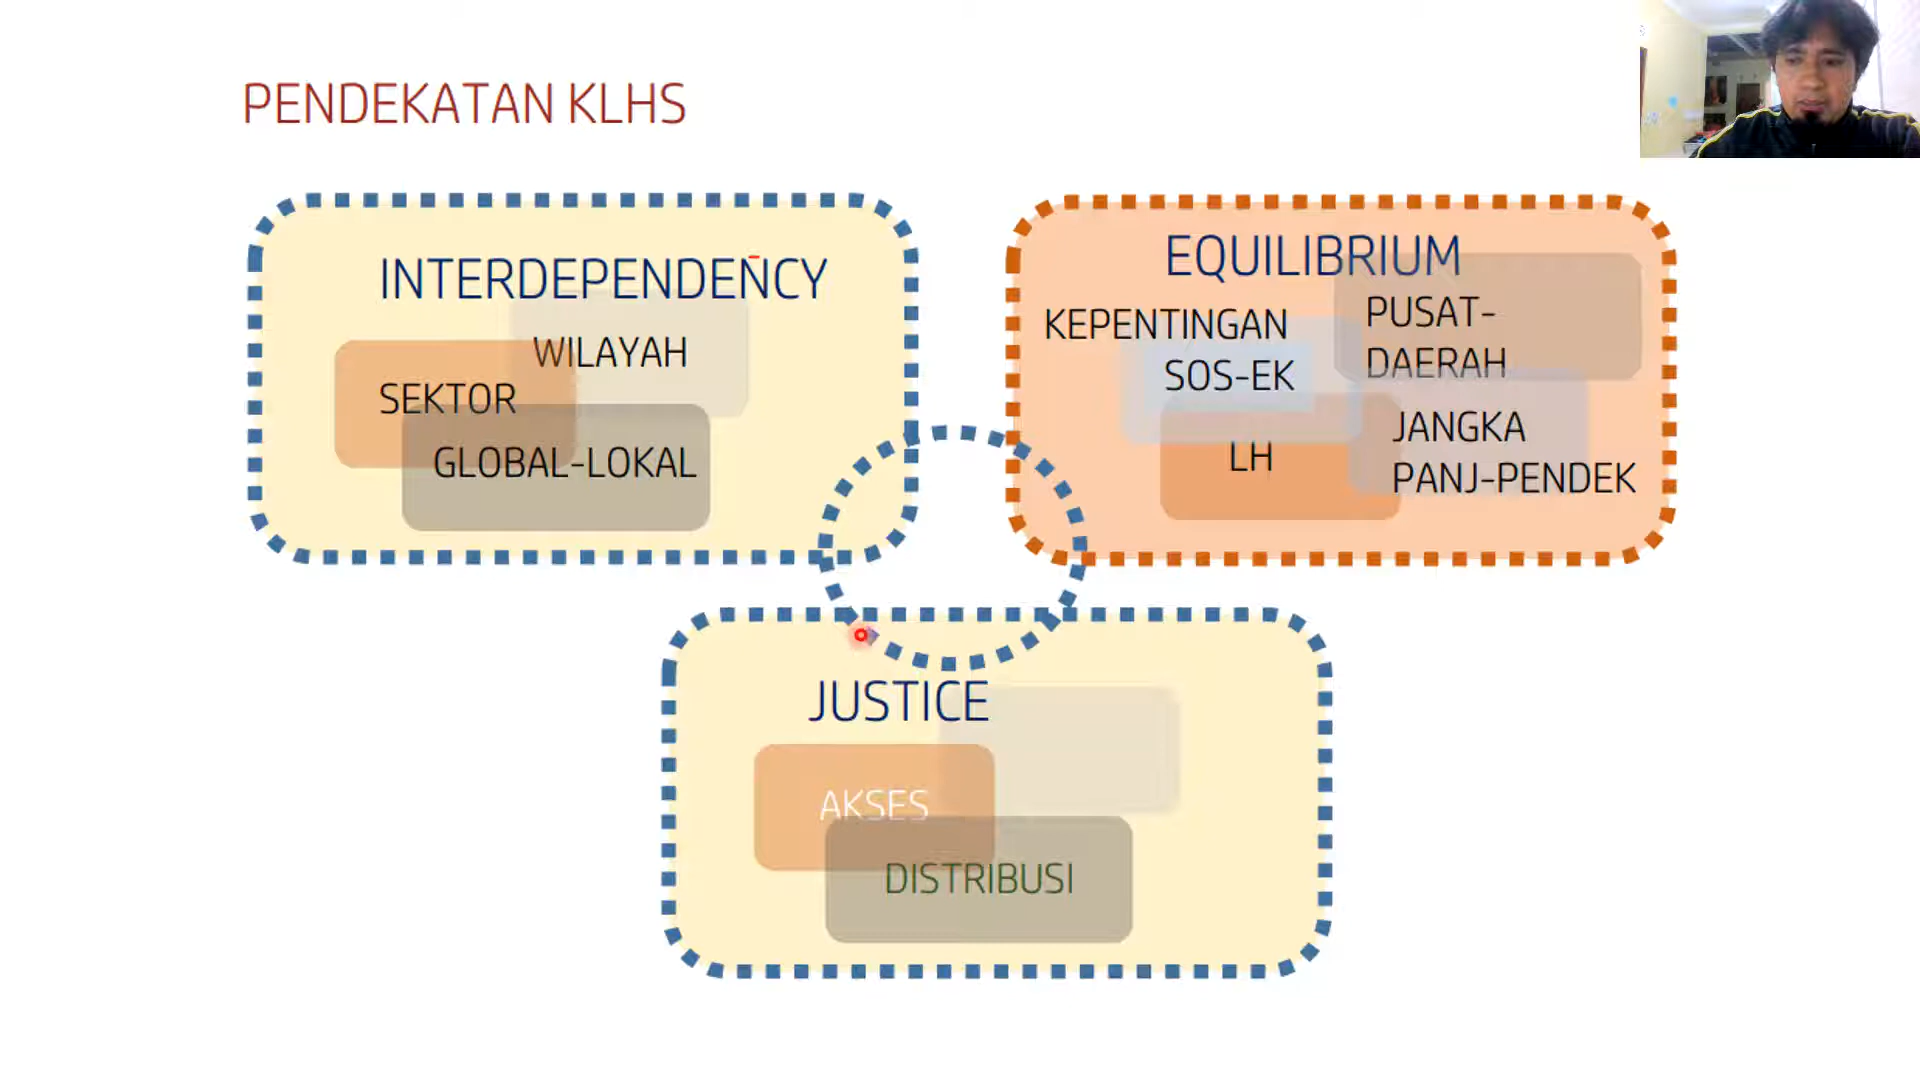 PENDEKATAN KLHS
INTERDEPENDENCY
WILAYAH
SEKTOR
GLOBAL-LOKAL
EQUILIBRIUM
KEPENTINGAN
SOS-EK
LH
PUSAT-
DAERAH
JANGKA
PANJ-PENDEK
JUSTICE
AKSES
DISTRIBUSI